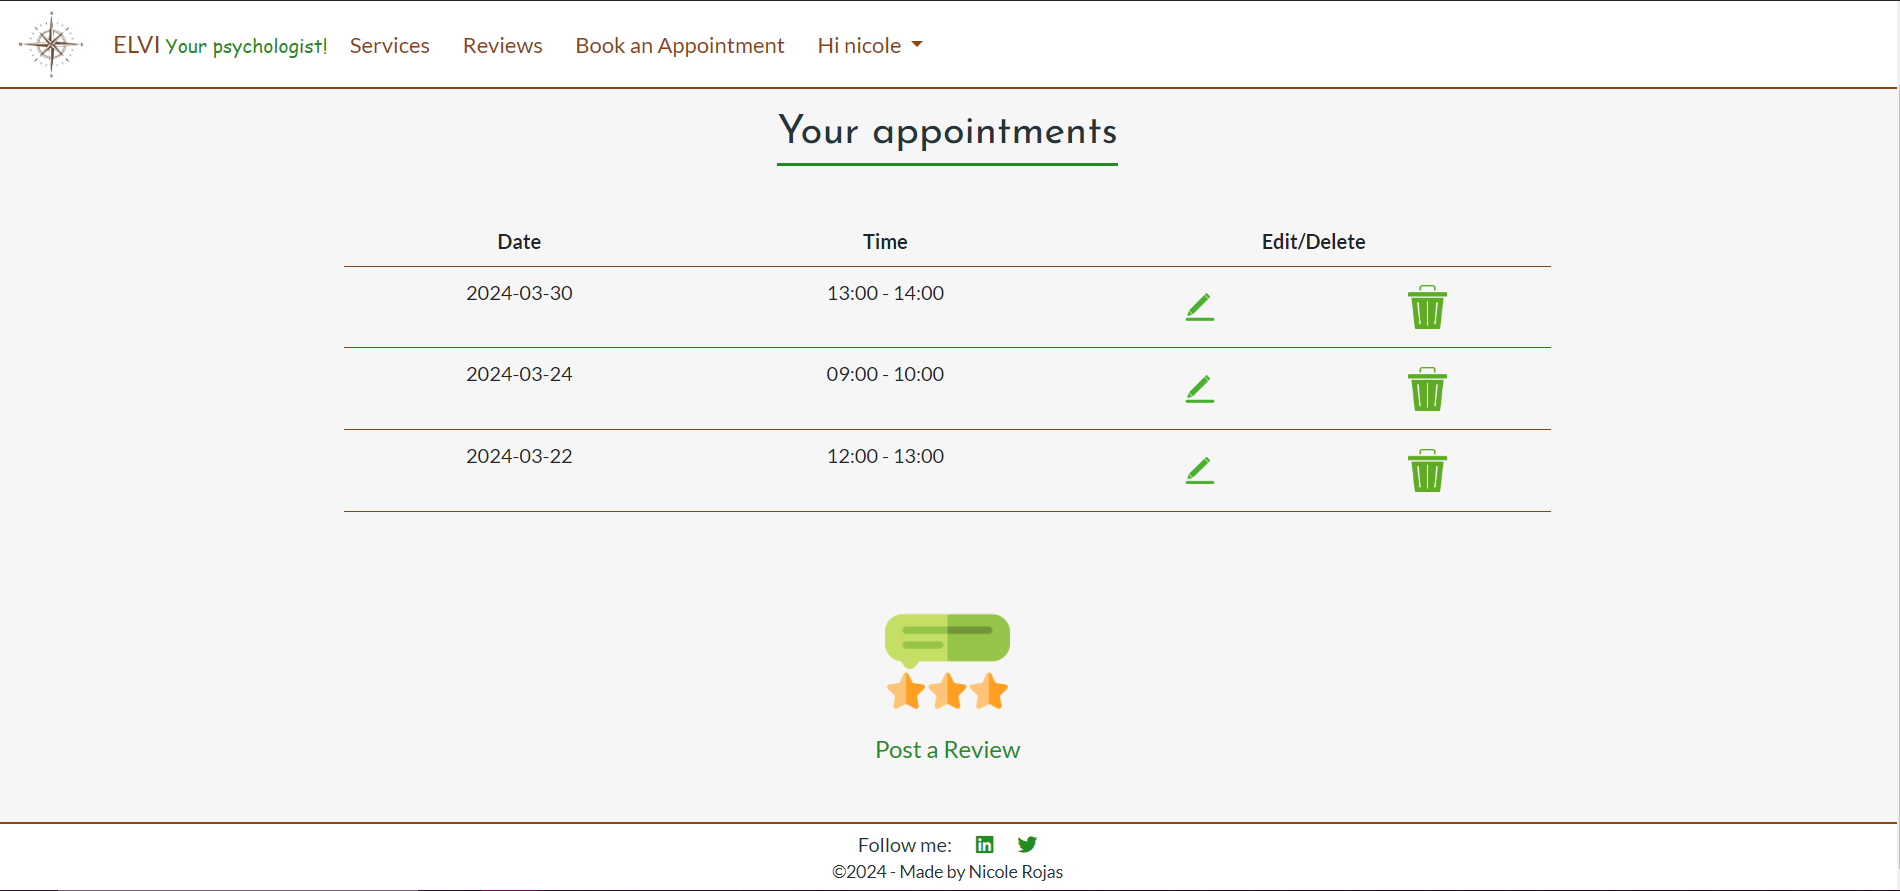 ELVI Your psychologist! Services Reviews Book an Appointment Hi nicole
Your appointments
Date Time Edit/Delete
2024-03-30 13:00 - 14:00
2024-03-24 09:00 - 10:00
2024-03-22 12:00 - 13:00
Post a Review
Follow me:
©2024 - Made by Nicole Rojas